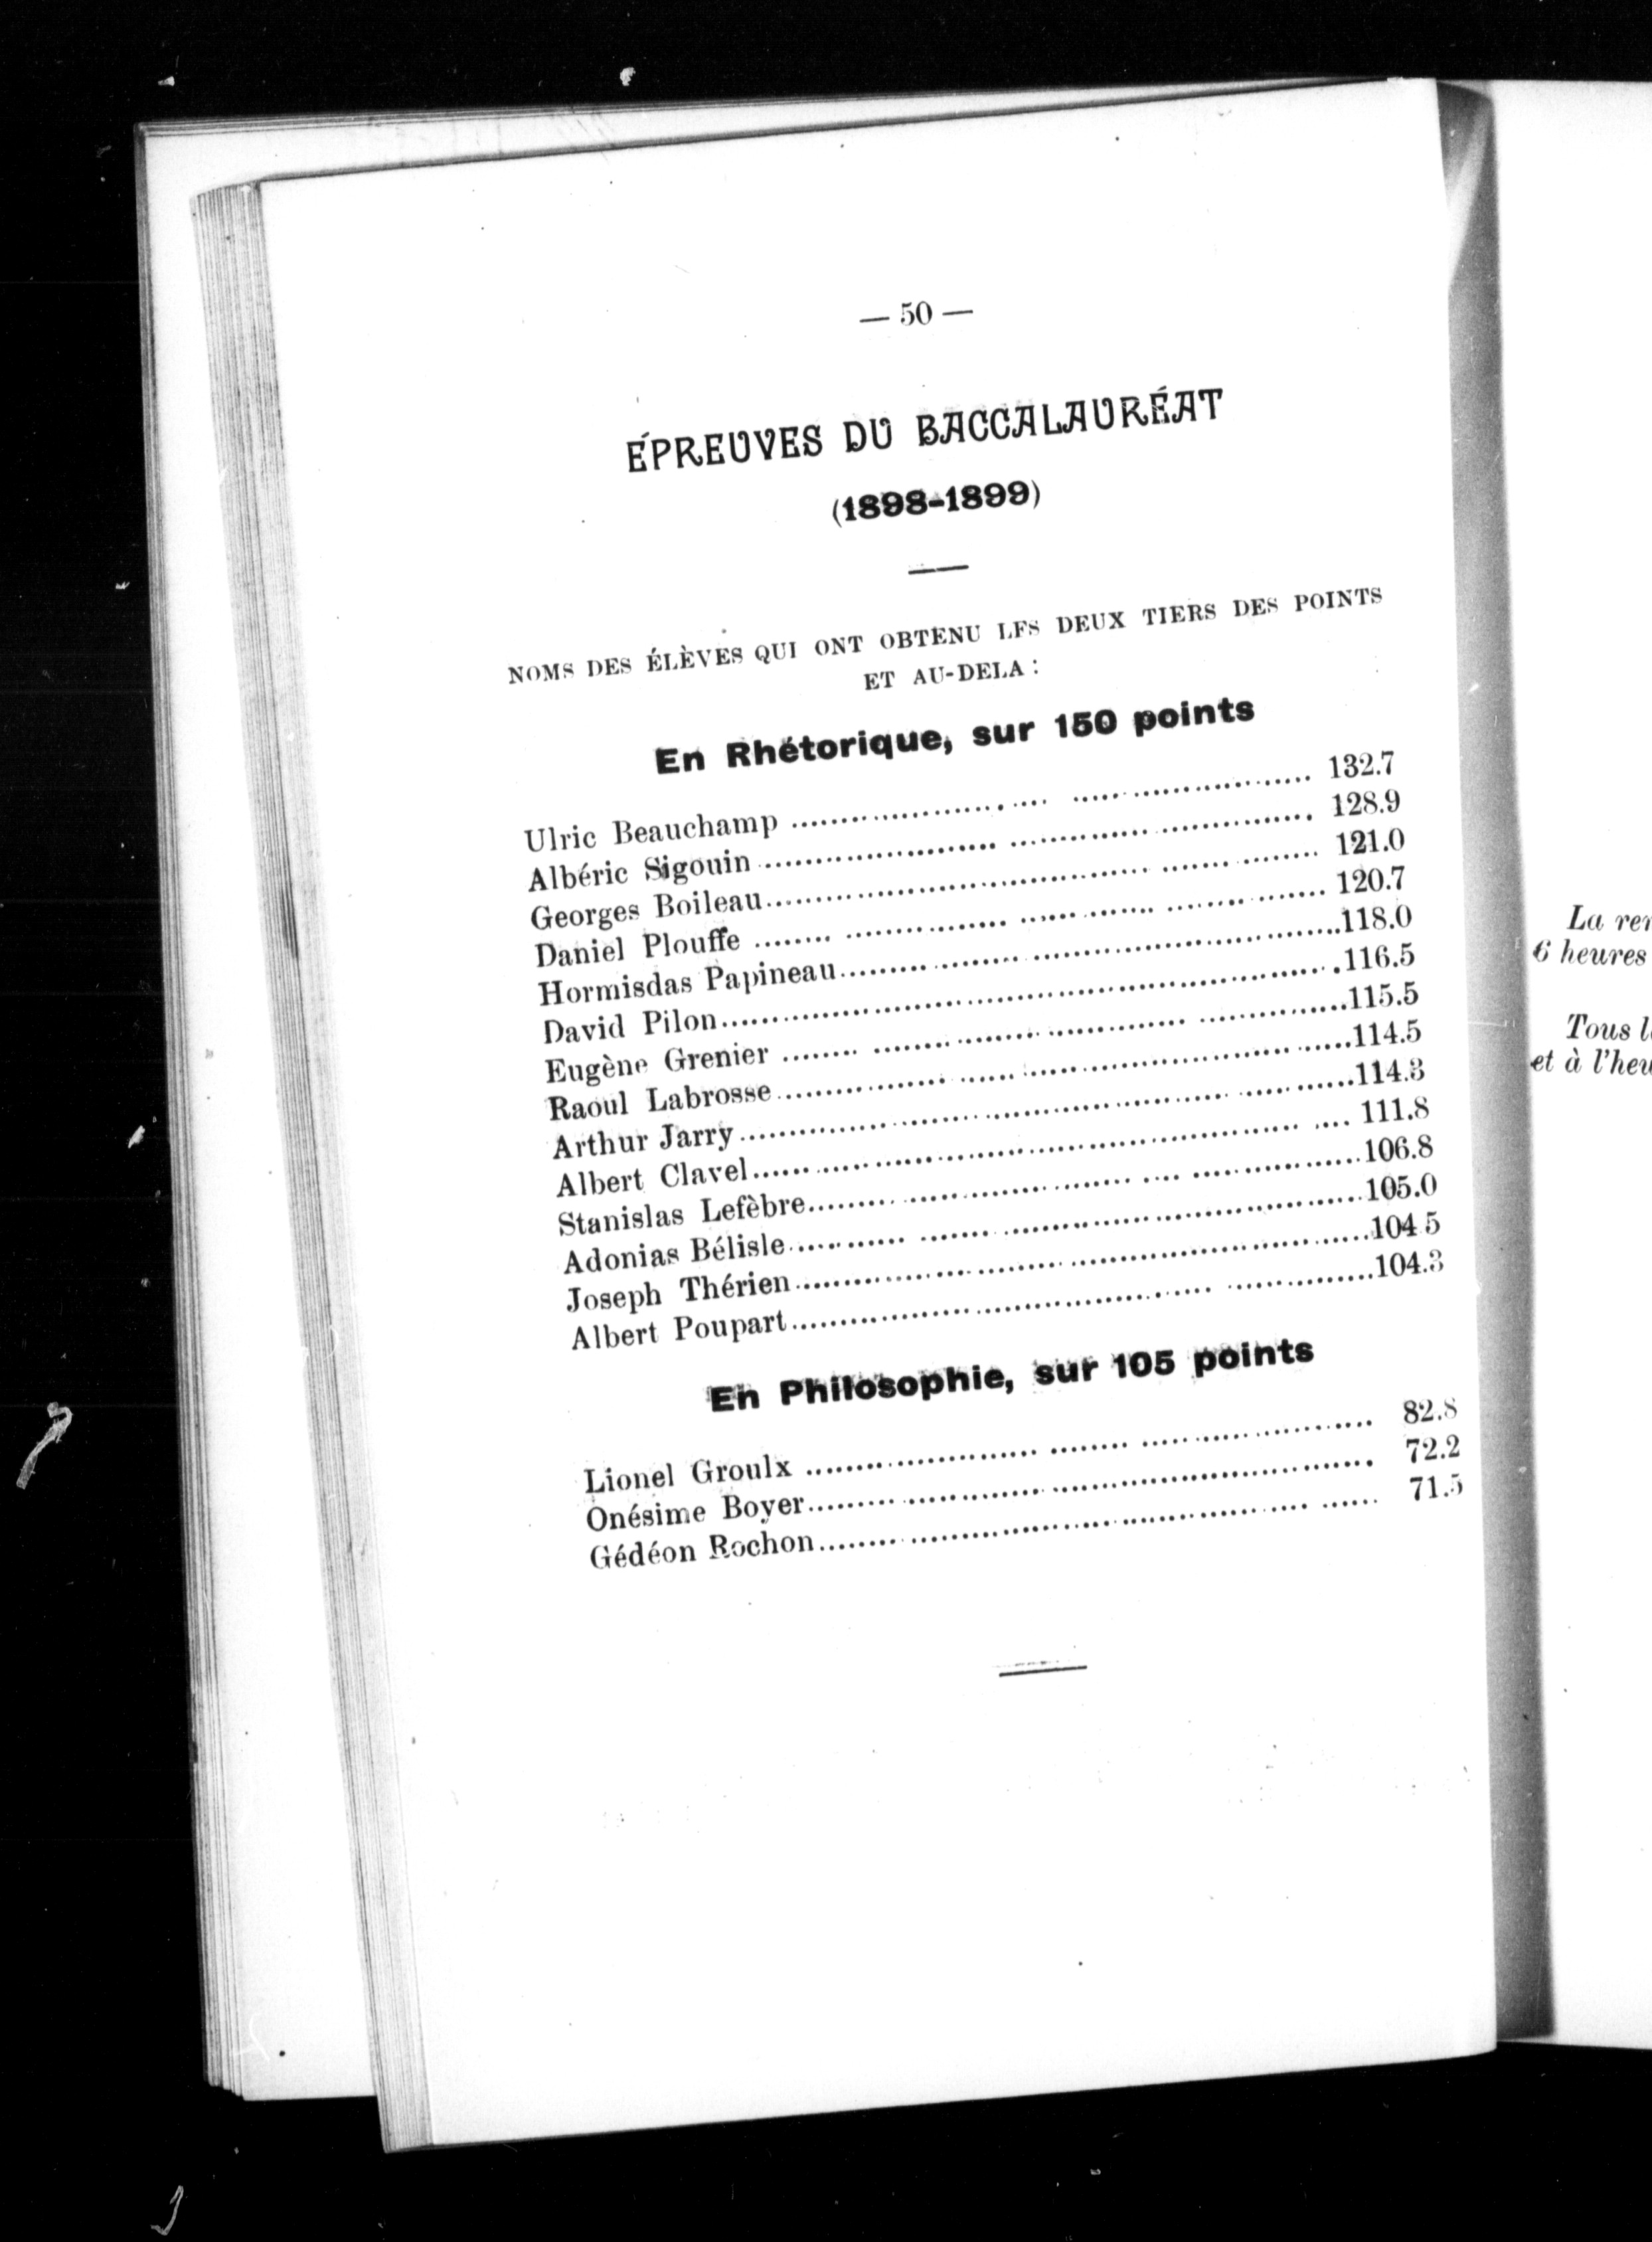 — 50 —
ÉPREUVES DU BACCALAURÉAT
(1898-1899)
NOMS DES ÉLÈVES QUI ONT OBTENU LFS DEUX TIERS DES POINTS
ET AU-DELA :
En Rhétorique, sur 150 points
Ulric Beauchamp ........ 132.7
Albéric Sigouin ........ 128.9
Georges Boileau ........ 121.0
Daniel Plouffe ........ 120.7
Hormisdas Papineau ........ 118.0
David Pilon ........ 116.5
Eugène Grenier ........ 115.5
Raoul Labrosse ........ 114.5
Arthur Jarry ........ 114.3
Albert Clavel ........ 111.8
Stanislas Lefèbre ........ 106.8
Adonias Bélisle ........ 105.0
Joseph Thérien ........ 104 5
Albert Poupart ........ 104.3
En Philosophie, sur 105 points
Lionel Groulx ........ 82.8
Onésime Boyer ........ 72.2
Gédéon Rochon ........ 71.5
La
6 heures
Tous
et à